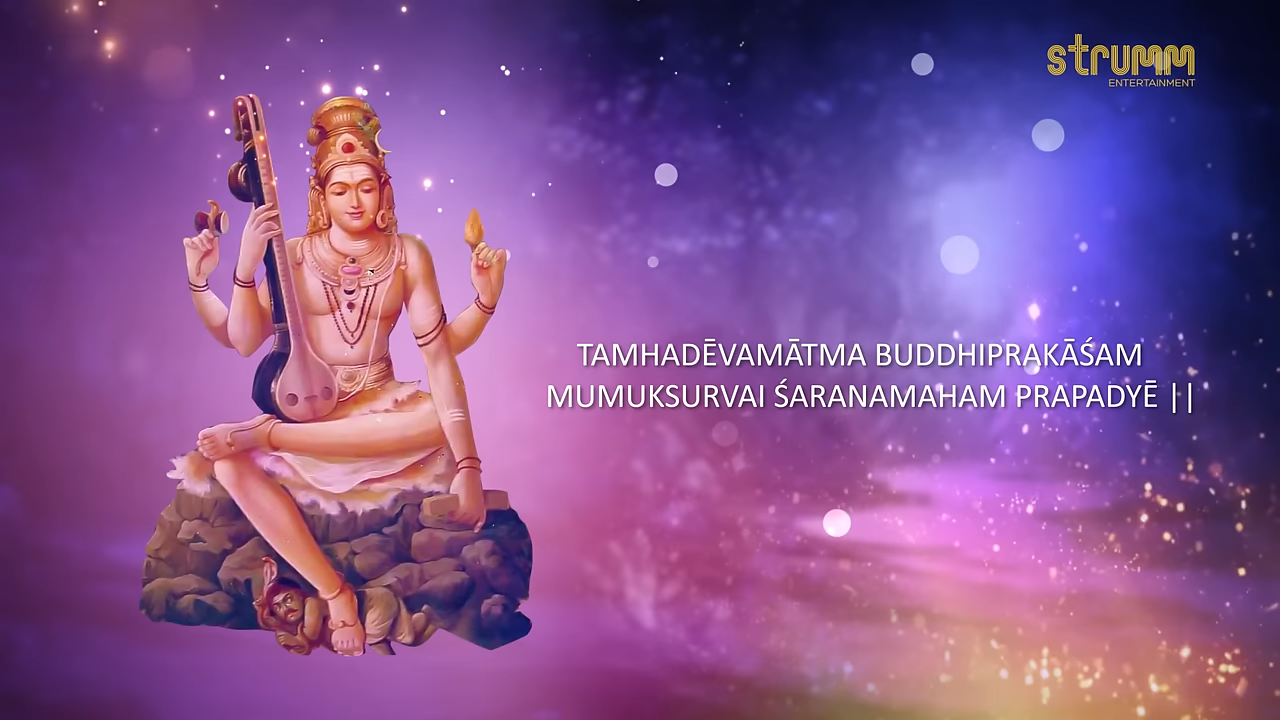 strumm
ENTERTAINMENT
TAMHADĒVAMĀTMA BUDDHIPRAKĀŚAM
MUMUKSURVAI ŚARANAMAHAM PRAPADYĒ ||